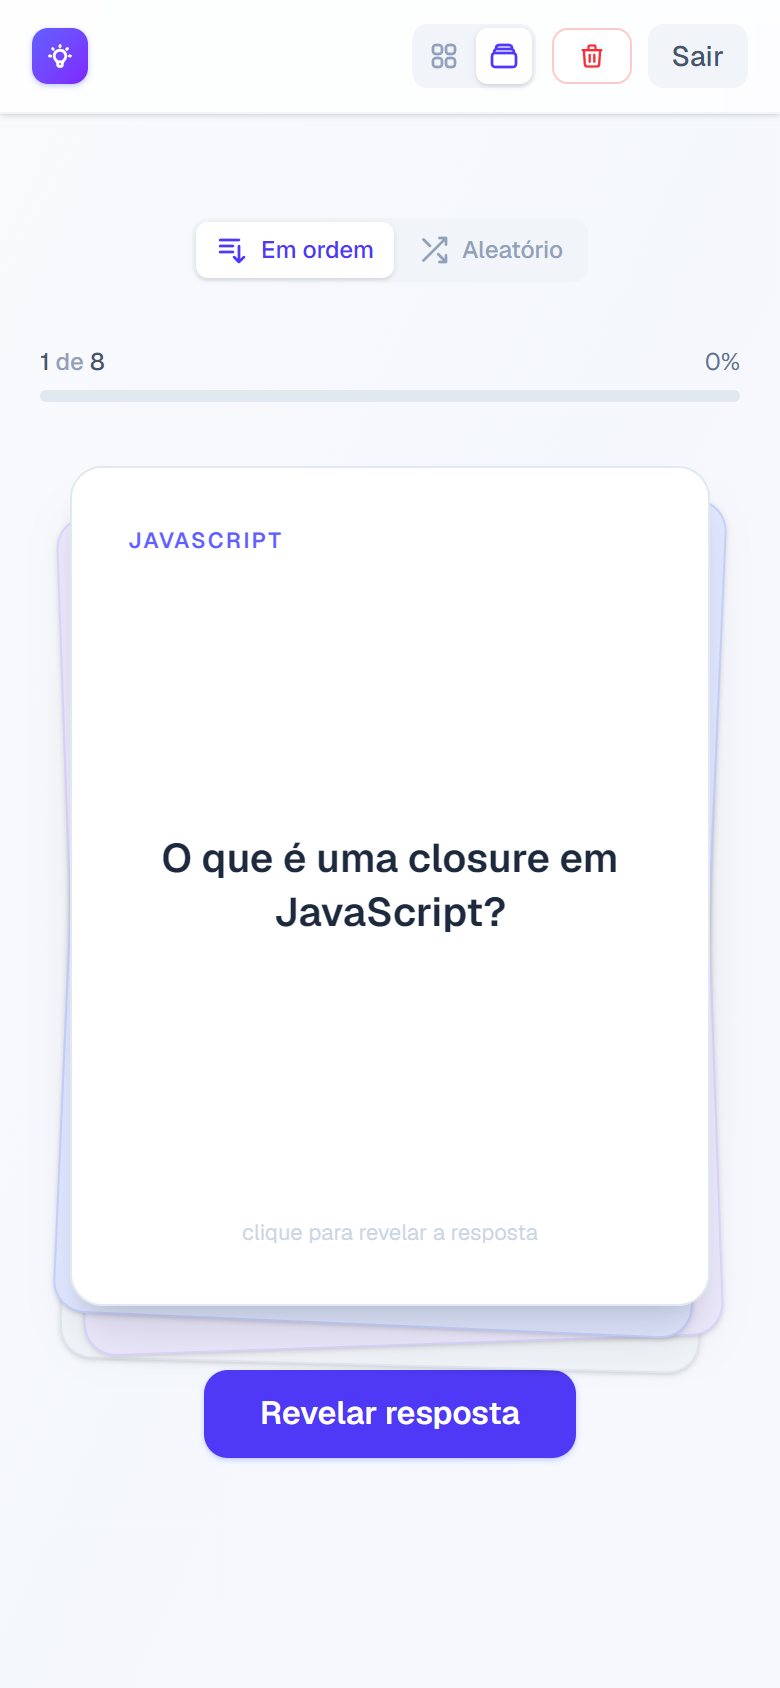 Sair
Em ordem
Aleatório
1 de 8
0%
JAVASCRIPT
O que é uma closure em
JavaScript?
clique para revelar a resposta
Revelar resposta